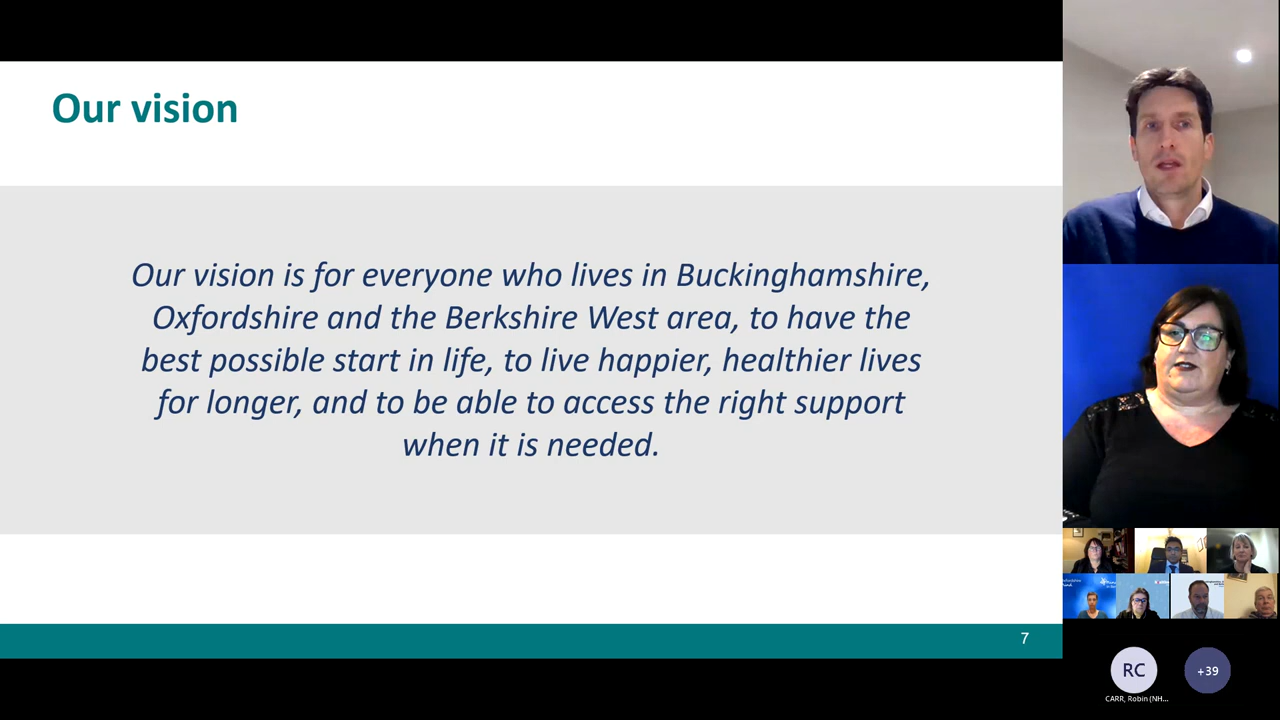 Our vision
Our vision is for everyone who lives in Buckinghamshire,
Oxfordshire and the Berkshire West area, to have the
best possible start in life, to live happier, healthier lives
for longer, and to be able to access the right support
when it is needed.
7
RC
+39
CARR, Robin (NH...